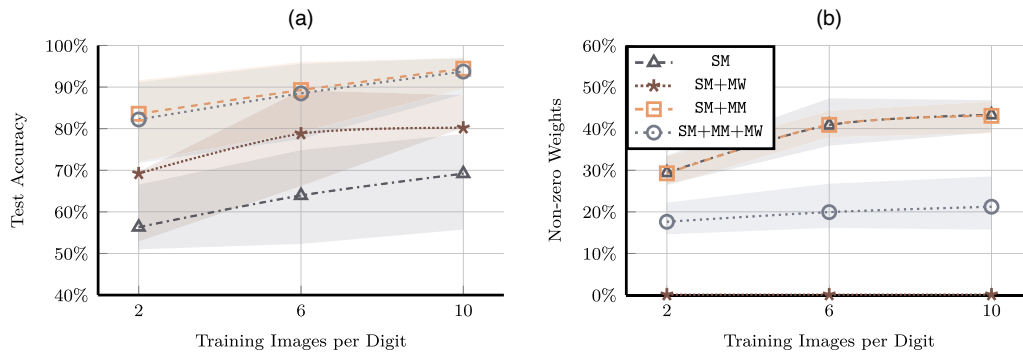 (a)
100%
90%
80%
70%
60%
50%
40%
2
6
10
Test Accuracy
Training Images per Digit
(b)
60%
50%
40%
30%
20%
10%
0%
2
6
10
Non-zero Weights
Training Images per Digit
SM
SM+MW
SM+MM
SM+MM+MW